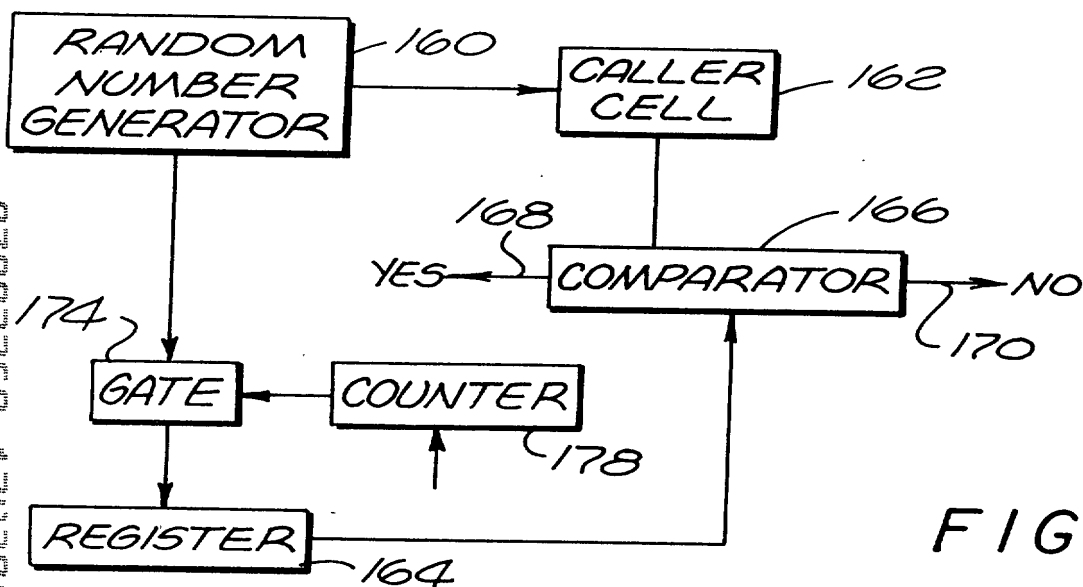 RANDOM
NUMBER
GENERATOR
160
CALLER
CELL
162
168
166
YES
COMPARATOR
NO
170
174
GATE
COUNTER
178
REGISTER
164
FIG